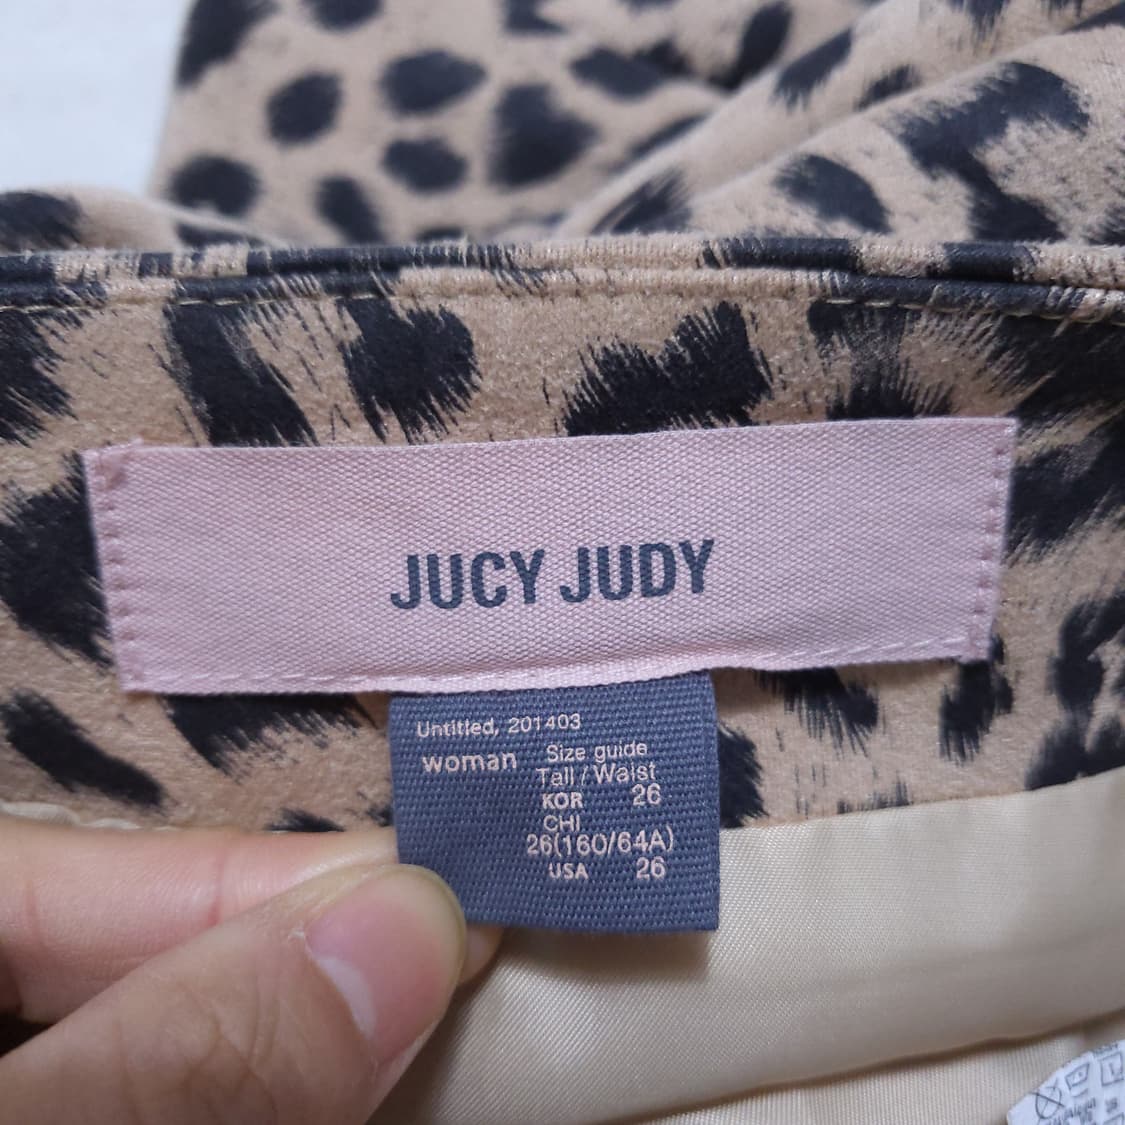 JUCY JUDY
Untitled, 201403
woman Size guide
Tall / Waist
KOR 26
CHI
26(160/64A)
USA 26